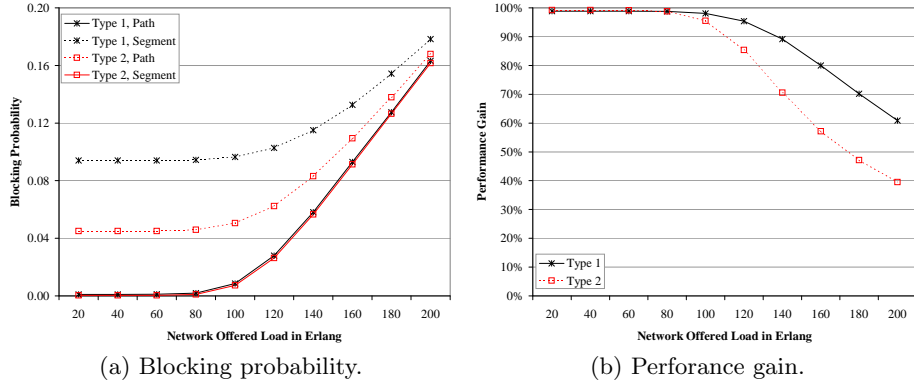 0.20
0.16
0.12
0.08
0.04
0.00
Blocking Probability
Type 1, Path
Type 1, Segment
Type 2, Path
Type 2, Segment
20 40 60 80 100 120 140 160 180 200
Network Offered Load in Erlang
(a) Blocking probability.
100%
90%
80%
70%
60%
50%
40%
30%
20%
10%
0%
Performance Gain
Type 1
Type 2
20 40 60 80 100 120 140 160 180 200
Network Offered Load in Erlang
(b) Perforance gain.